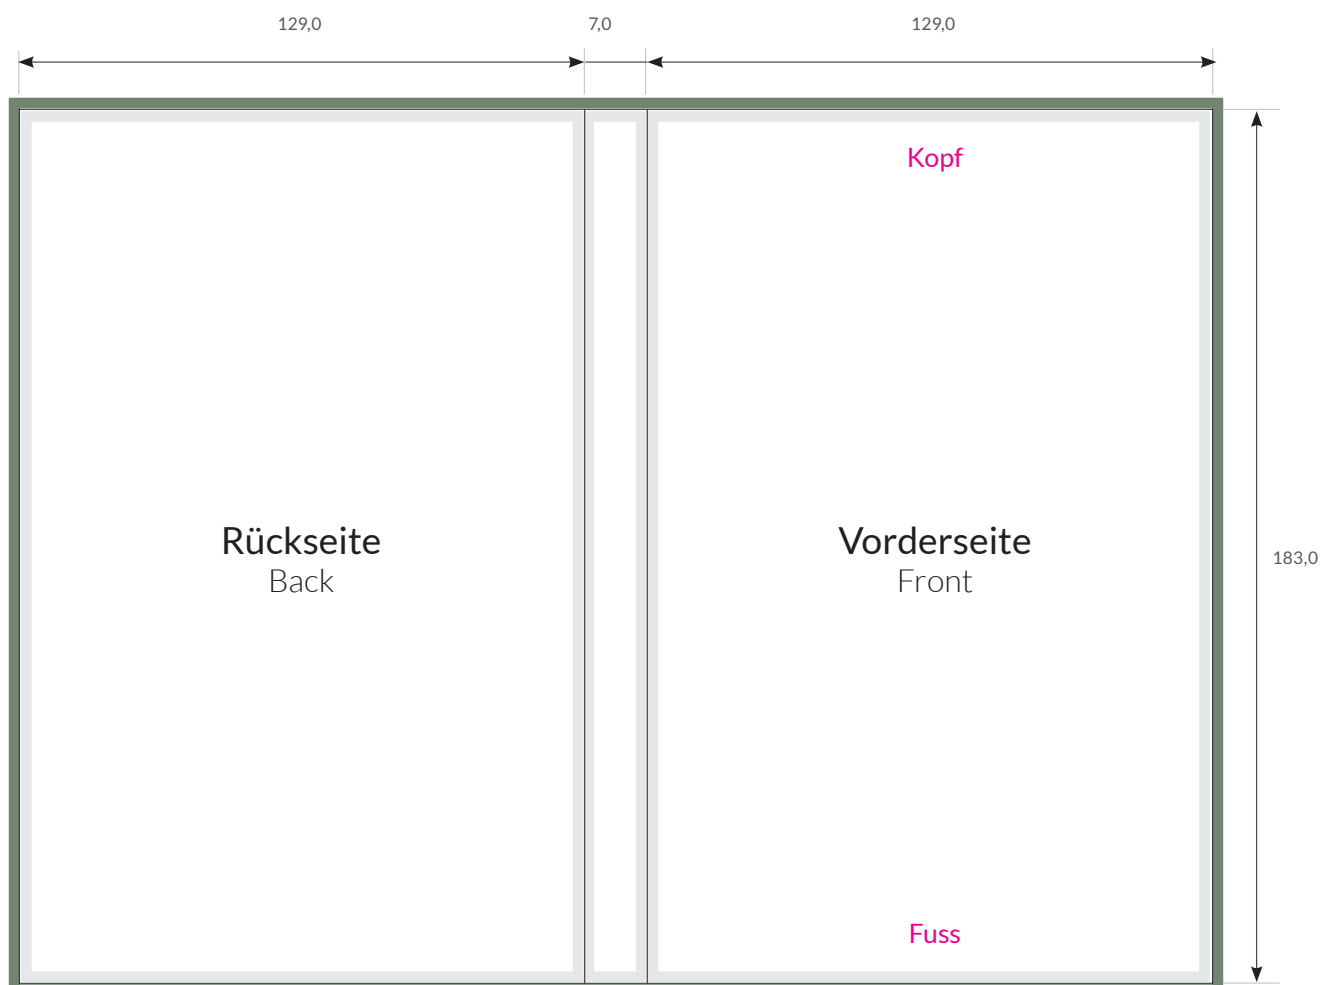 129,0
7,0
129,0
Kopf
Rückseite
Back
Vorderseite
Front
183,0
Fuss